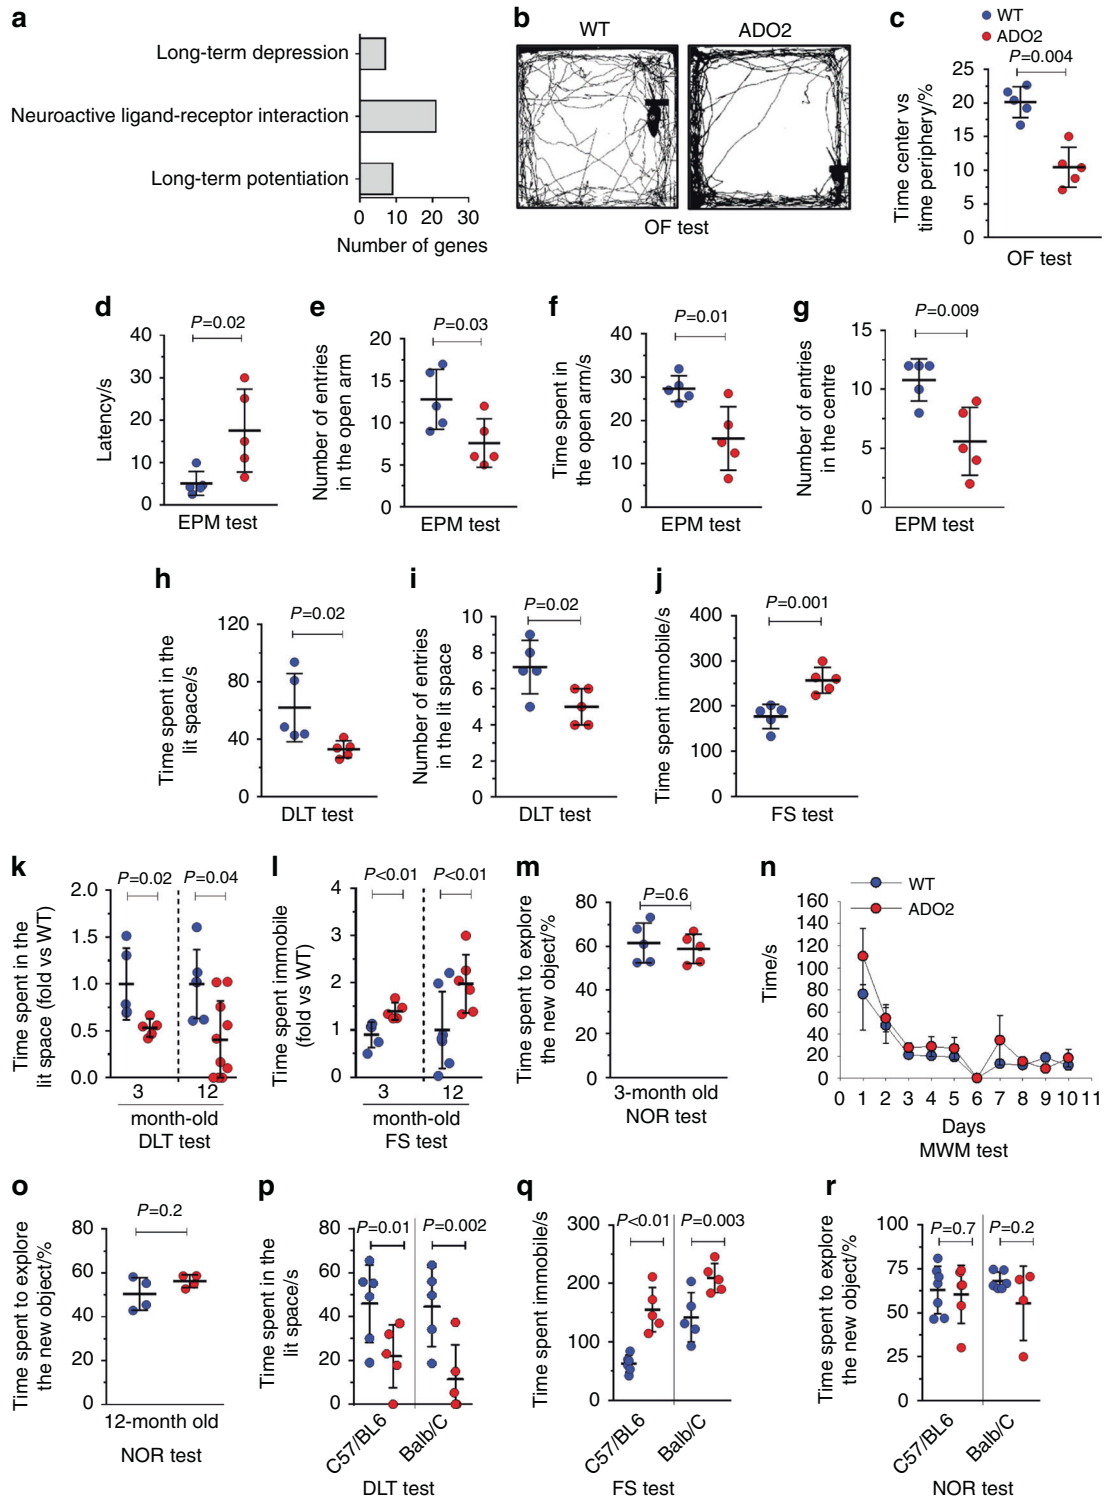 a
Long-term depression
Neuroactive ligand-receptor interaction
Long-term potentiation
0 10 20 30
Number of genes
b
WT ADO2
OF test
c
WT
ADO2
P=0.004
Time center vs
time periphery/%
25
20
15
10
5
0
OF test
d
P=0.02
Latency/s
40
30
20
10
0
EPM test
e
P=0.03
Number of entries
in the open arm
20
15
10
5
0
EPM test
f
P=0.01
Time spent in
the open arm/s
40
30
20
10
0
EPM test
g
P=0.009
Number of entries
in the centre
15
10
5
0
EPM test
h
P=0.02
Time spent in the
lit space/s
120
80
40
0
DLT test
i
P=0.02
Number of entries
in the lit space
10
8
6
4
2
0
DLT test
j
P=0.001
Time spent immobile/s
400
300
200
100
0
FS test
k
P=0.02 P=0.04
Time spent in the
lit space (fold vs WT)
2.0
1.5
1.0
0.5
0.0
3 12
month-old
DLT test
l
P<0.01 P<0.01
Time spent immobile
(fold vs WT)
4
3
2
1
0
3 12
month-old
FS test
m
P=0.6
Time spent to explore
the new object/%
100
80
60
40
20
0
3-month old
NOR test
n
WT
ADO2
Time/s
160
140
120
100
80
60
40
20
0
0 1 2 3 4 5 6 7 8 9 10 11
Days
MWM test
o
P=0.2
Time spent to explore
the new object/%
80
60
40
20
0
12-month old
NOR test
p
P=0.01 P=0.002
Time spent in the
lit space/s
80
60
40
20
0
C57/BL6 Balb/C
DLT test
q
P<0.01 P=0.003
Time spent immobile/s
300
200
100
0
C57/BL6 Balb/C
FS test
r
P=0.7 P=0.2
Time spent to explore
the new object/%
100
75
50
25
0
C57/BL6 Balb/C
NOR test